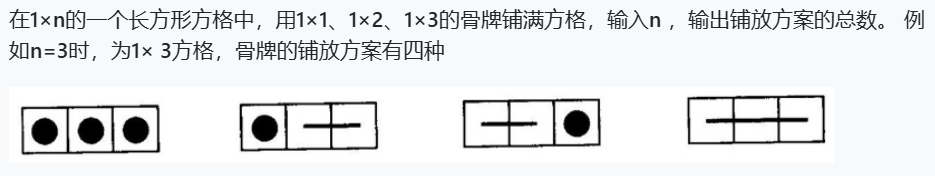 在1×n的一个长方形方格中，用1×1、1×2、1×3的骨牌铺满方格，输入n ，输出铺放方案的总数。 例
如n=3时，为1× 3方格，骨牌的铺放方案有四种